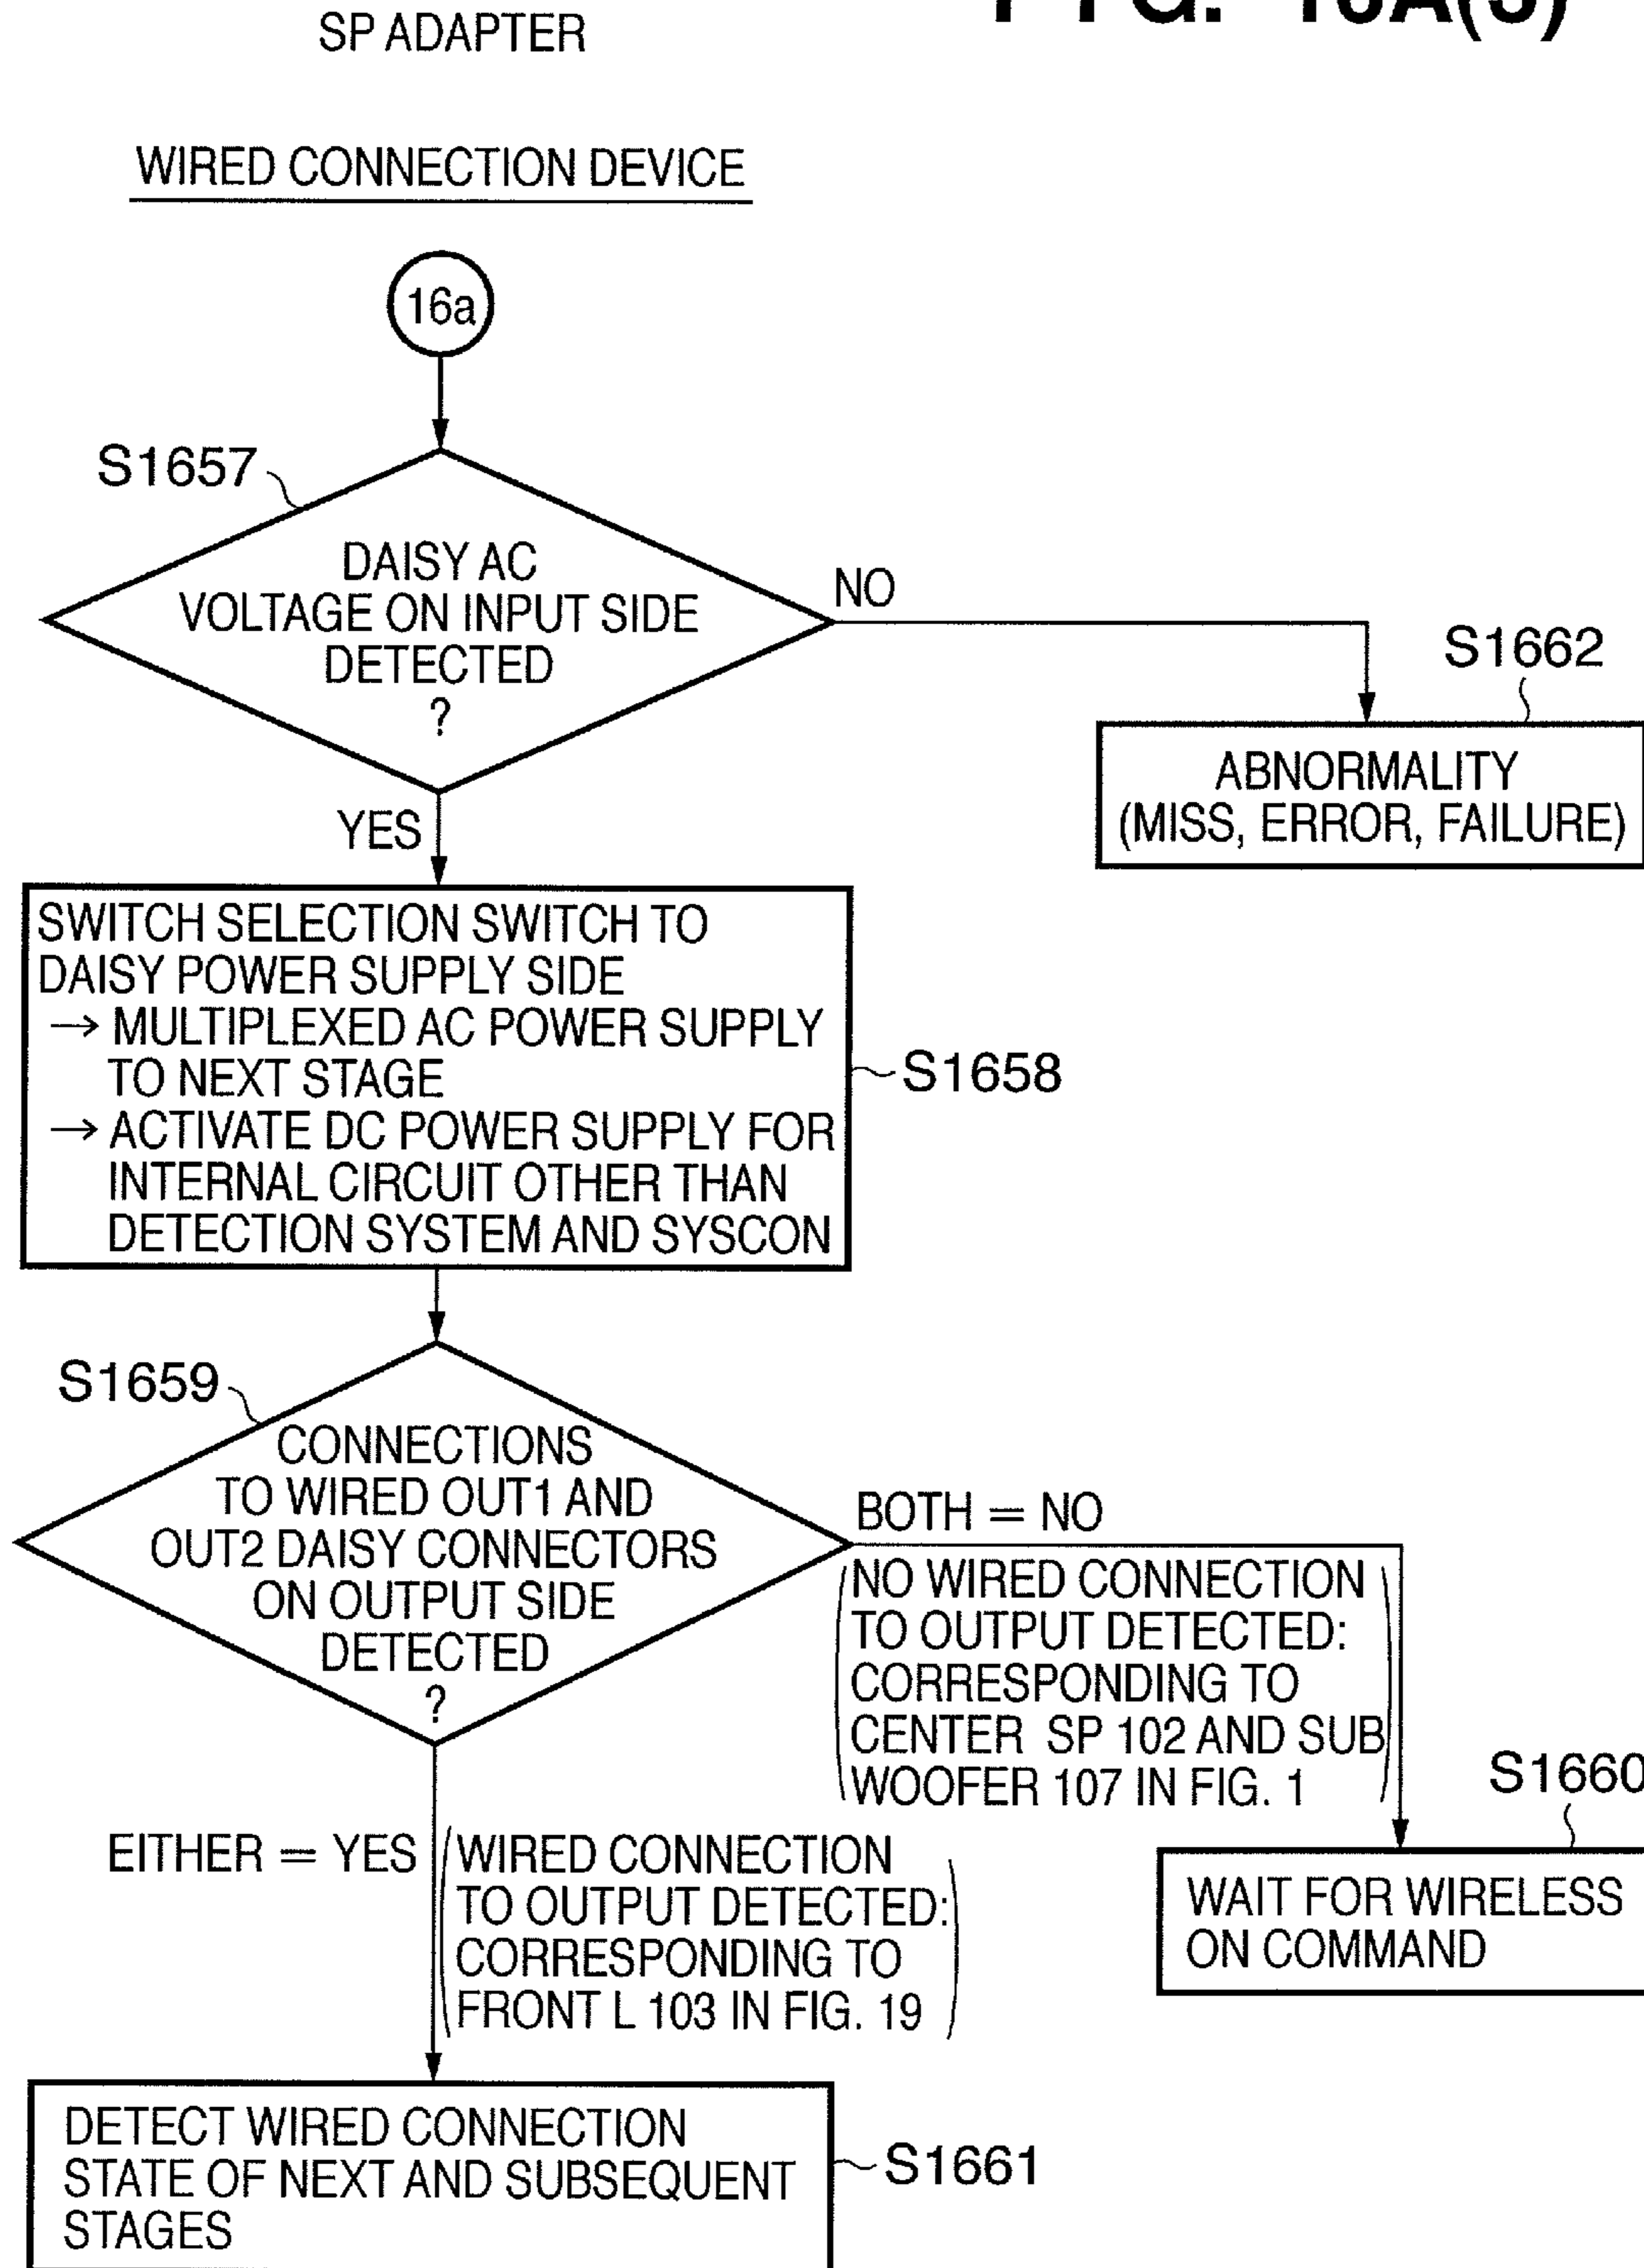 SP ADAPTER
WIRED CONNECTION DEVICE
16a
S1657
DAISY AC
VOLTAGE ON INPUT SIDE
DETECTED
?
NO
S1662
ABNORMALITY
(MISS, ERROR, FAILURE)
YES
SWITCH SELECTION SWITCH TO
DAISY POWER SUPPLY SIDE
→ MULTIPLEXED AC POWER SUPPLY
TO NEXT STAGE
→ ACTIVATE DC POWER SUPPLY FOR
INTERNAL CIRCUIT OTHER THAN
DETECTION SYSTEM AND SYSCON
S1658
S1659
CONNECTIONS
TO WIRED OUT1 AND
OUT2 DAISY CONNECTORS
ON OUTPUT SIDE
DETECTED
?
BOTH = NO
(NO WIRED CONNECTION
TO OUTPUT DETECTED:
CORRESPONDING TO
CENTER SP 102 AND SUB
WOOFER 107 IN FIG. 1)
S1660
WAIT FOR WIRELESS
ON COMMAND
EITHER = YES
(WIRED CONNECTION
TO OUTPUT DETECTED:
CORRESPONDING TO
FRONT L 103 IN FIG. 19)
DETECT WIRED CONNECTION
STATE OF NEXT AND SUBSEQUENT
STAGES
S1661